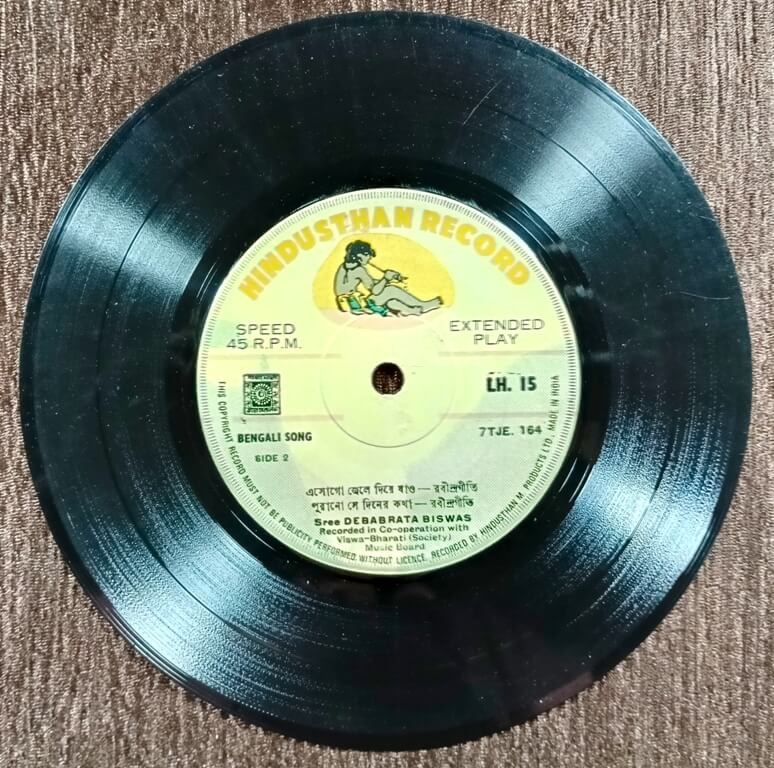 HINDUSTHAN RECORD
SPEED
45 R.P.M.
EXTENDED
PLAY
LH. 15
BENGALI SONG
7TJE. 164
SIDE 2
এসোগো জেলে দিয়ে যাও — রবীন্দ্রগীতি
পুরানো সে দিনের কথা — রবীন্দ্রগীতি
Sree DEBABRATA BISWAS
Recorded in Co-operation with
Viswa-Bharati (Society)
Music Board
THIS COPYRIGHT RECORD MUST NOT BE PUBLICITY PERFORMED. WITHOUT LICENCE. RECORDED BY HINDUSTHAN M. PRODUCTS LTD. MADE IN INDIA